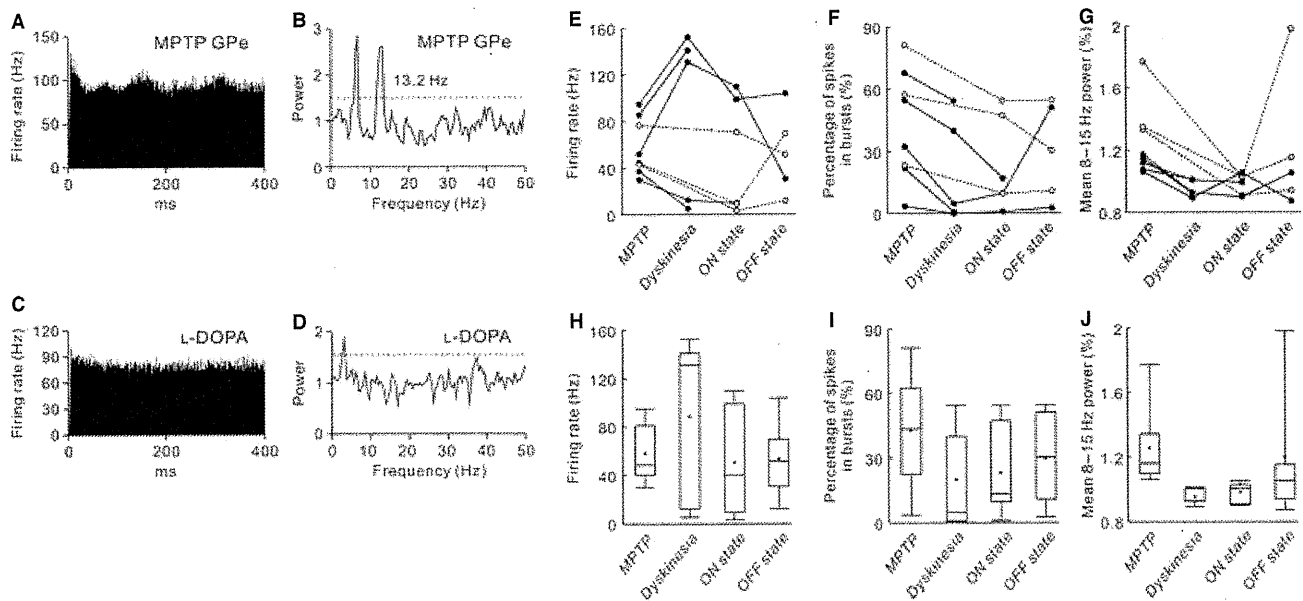 A
MPTP GPe
Firing rate (Hz)
150
100
50
0
0 200 400
ms
B
MPTP GPe
13.2 Hz
Power
3
2
1
0
0 10 20 30 40 50
Frequency (Hz)
E
Firing rate (Hz)
160
120
80
40
0
MPTP
Dyskinesia
ON state
OFF state
F
Percentage of spikes
in bursts (%)
90
60
30
0
MPTP
Dyskinesia
ON state
OFF state
G
Mean 8–15 Hz power (%)
2
1.6
1.2
0.8
MPTP
Dyskinesia
ON state
OFF state
C
L-DOPA
Firing rate (Hz)
120
90
60
30
0
0 200 400
ms
D
L-DOPA
Power
2
1
0
0 10 20 30 40 50
Frequency (Hz)
H
Firing rate (Hz)
160
120
80
40
0
MPTP
Dyskinesia
ON state
OFF state
I
Percentage of spikes
in bursts (%)
90
60
30
0
MPTP
Dyskinesia
ON state
OFF state
J
Mean 8–15 Hz power (%)
2
1.6
1.2
0.8
MPTP
Dyskinesia
ON state
OFF state